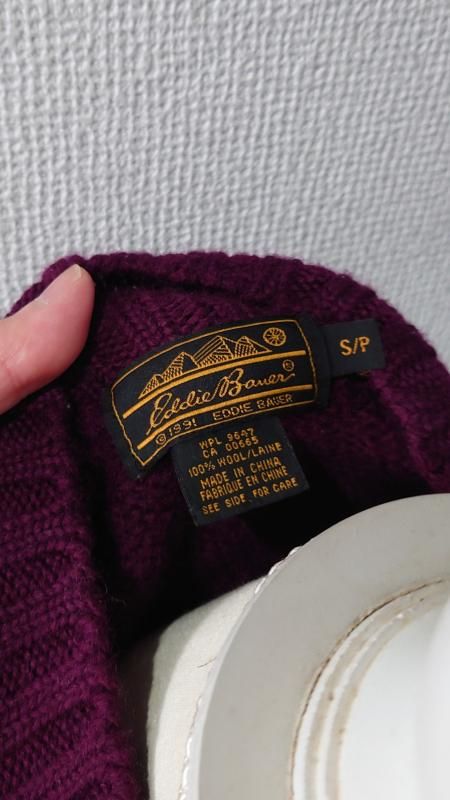 Eddie Bauer®
©1991 EDDIE BAUER
S/P
WPL 9647
CA 00665
100% WOOL/LAINE
MADE IN CHINA
FABRIQUE EN CHINE
SEE SIDE FOR CARE